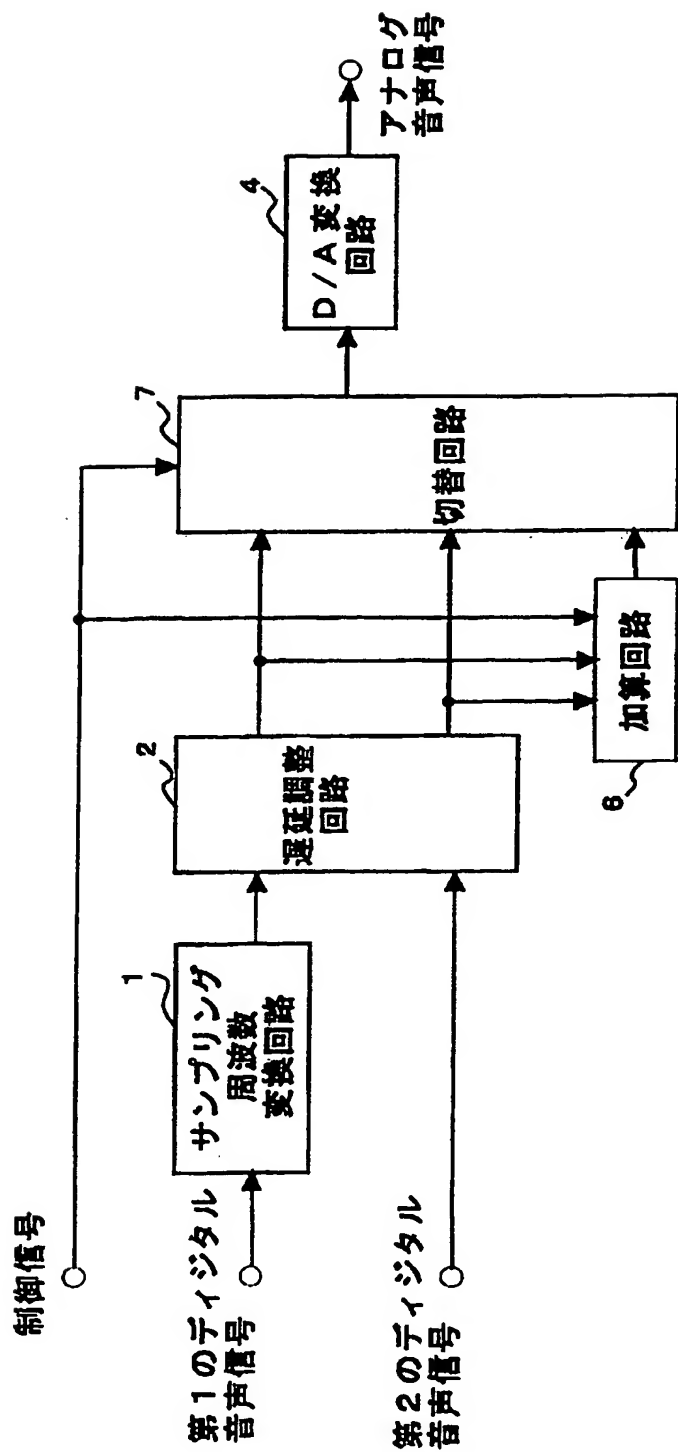 制御信号
第1のディジタル
音声信号
第2のディジタル
音声信号
1
サンプリング
周波数
変換回路
2
遅延調整
回路
6
加算回路
7
切替回路
4
D/A変換
回路
アナログ
音声信号